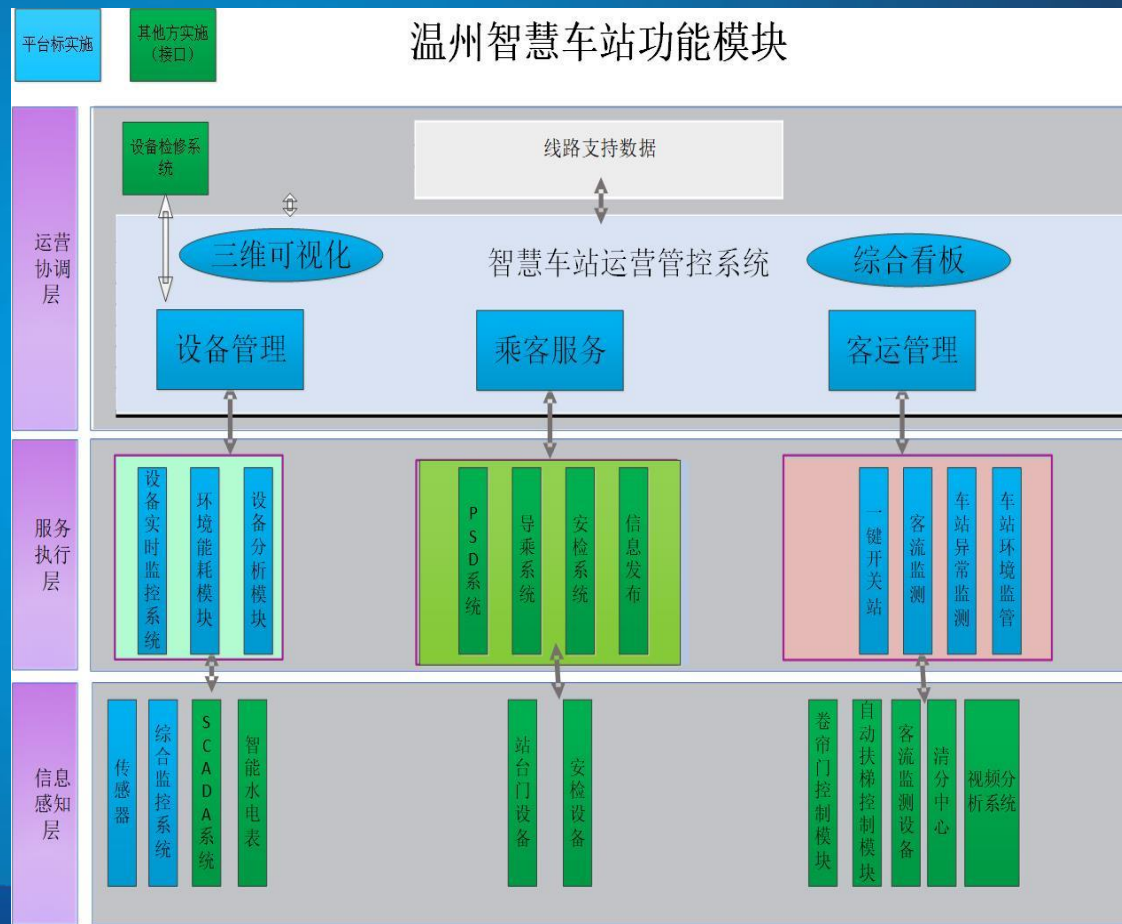 平台标实施
其他方实施
（接口）
温州智慧车站功能模块
运营
协调
层
设备检修系
统
线路支持数据
三维可视化
智慧车站运营管控系统
综合看板
设备管理
乘客服务
客运管理
服务
执行
层
设备实时监控系统
环境能耗模块
设备分析模块
PSD系统
导乘系统
安检系统
信息发布
一键开关站
客流监测
车站异常监测
车站环境监管
信息
感知
层
传感器
综合监控系统
SCADA系统
智能水电表
站台门设备
安检设备
卷帘门控制模块
自动扶梯控制模块
客流监测设备
清分中心
视频分
析系统